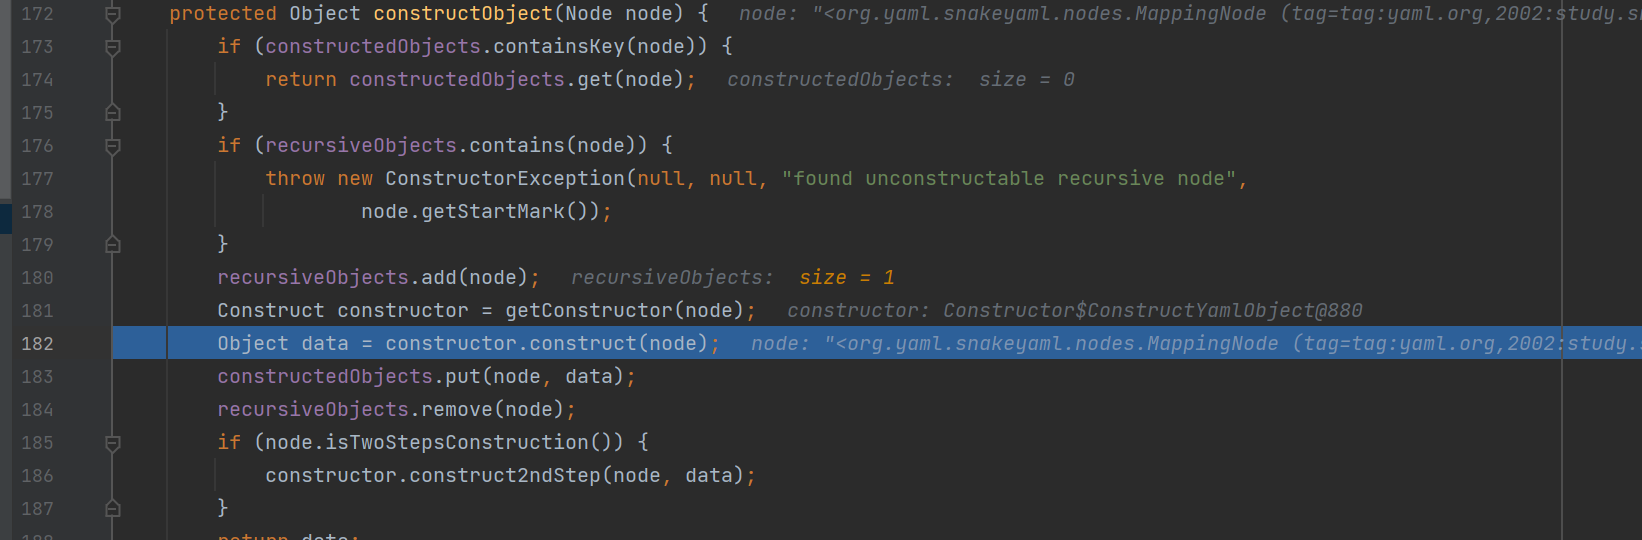 172 protected Object constructObject(Node node) { node: "<org.yaml.snakeyaml.nodes.MappingNode (tag=tag:yaml.org,2002:study.sn
173 if (constructedObjects.containsKey(node)) {
174 return constructedObjects.get(node); constructedObjects: size = 0
175 }
176 if (recursiveObjects.contains(node)) {
177 throw new ConstructorException(null, null, "found unconstructable recursive node",
178 node.getStartMark());
179 }
180 recursiveObjects.add(node); recursiveObjects: size = 1
181 Construct constructor = getConstructor(node); constructor: Constructor$ConstructYamlObject@880
182 Object data = constructor.construct(node); node: "<org.yaml.snakeyaml.nodes.MappingNode (tag=tag:yaml.org,2002:study.s
183 constructedObjects.put(node, data);
184 recursiveObjects.remove(node);
185 if (node.isTwoStepsConstruction()) {
186 constructor.construct2ndStep(node, data);
187 }
188 return data;